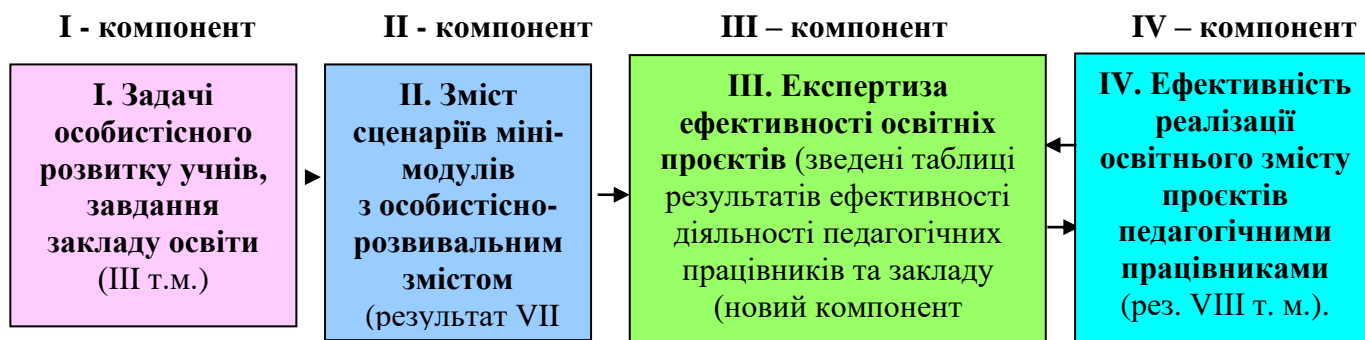 I - компонент
II - компонент
III – компонент
IV – компонент
I. Задачі
особистісного
розвитку учнів,
завдання
закладу освіти
(III т.м.)
II. Зміст
сценаріїв міні-
модулів
з особистісно-
розвивальним
змістом
(результат VII
III. Експертиза
ефективності освітніх
проєктів (зведені таблиці
результатів ефективності
діяльності педагогічних
працівників та закладу
(новий компонент
IV. Ефективність
реалізації
освітнього змісту
проєктів
педагогічними
працівниками
(рез. VIII т. м.).